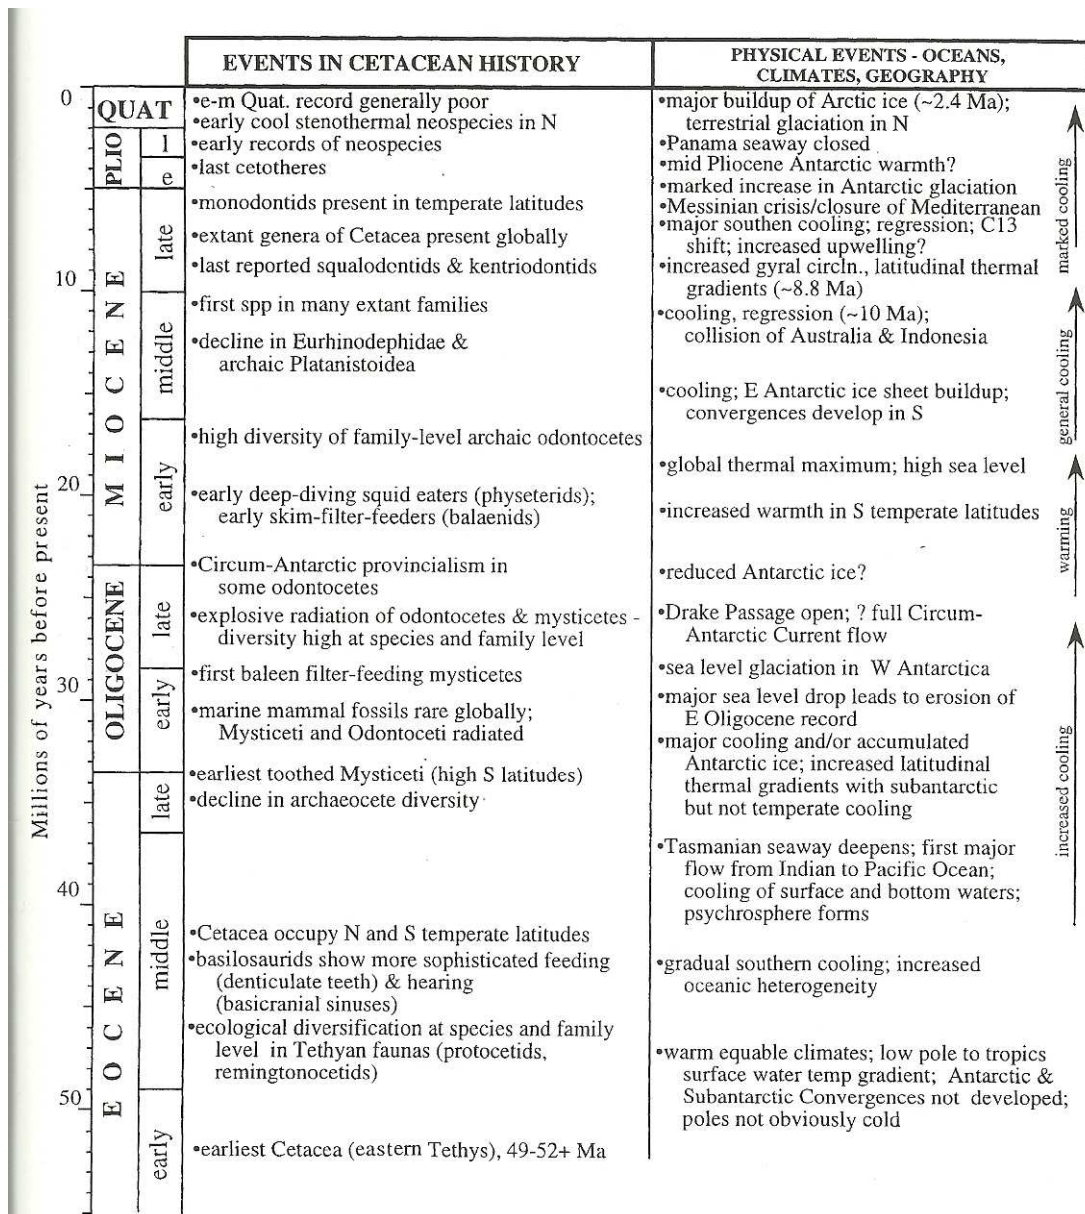 EVENTS IN CETACEAN HISTORY
PHYSICAL EVENTS - OCEANS,
CLIMATES, GEOGRAPHY
Millions of years before present
0
10
20
30
40
50
QUAT
PLIO
l
e
MIOCENE
late
middle
early
OLIGOCENE
late
early
EOCENE
late
middle
early
•e-m Quat. record generally poor
•early cool stenothermal neospecies in N
•early records of neospecies
•last cetotheres
•monodontids present in temperate latitudes
•extant genera of Cetacea present globally
•last reported squalodontids & kentriodontids
•first spp in many extant families
•decline in Eurhinodephidae &
archaic Platanistoidea
•high diversity of family-level archaic odontocetes
•early deep-diving squid eaters (physeterids);
early skim-filter-feeders (balaenids)
•Circum-Antarctic provincialism in
some odontocetes
•explosive radiation of odontocetes & mysticetes -
diversity high at species and family level
•first baleen filter-feeding mysticetes
•marine mammal fossils rare globally;
Mysticeti and Odontoceti radiated
•earliest toothed Mysticeti (high S latitudes)
•decline in archaeocete diversity
•Cetacea occupy N and S temperate latitudes
•basilosaurids show more sophisticated feeding
(denticulate teeth) & hearing
(basicranial sinuses)
•ecological diversification at species and family
level in Tethyan faunas (protocetids,
remingtonocetids)
•earliest Cetacea (eastern Tethys), 49-52+ Ma
•major buildup of Arctic ice (~2.4 Ma);
terrestrial glaciation in N
•Panama seaway closed
•mid Pliocene Antarctic warmth?
•marked increase in Antarctic glaciation
•Messinian crisis/closure of Mediterranean
•major southen cooling; regression; C13
shift; increased upwelling?
•increased gyral circln., latitudinal thermal
gradients (~8.8 Ma)
•cooling, regression (~10 Ma);
collision of Australia & Indonesia
•cooling; E Antarctic ice sheet buildup;
convergences develop in S
•global thermal maximum; high sea level
•increased warmth in S temperate latitudes
•reduced Antarctic ice?
•Drake Passage open; ? full Circum-
Antarctic Current flow
•sea level glaciation in W Antarctica
•major sea level drop leads to erosion of
E Oligocene record
•major cooling and/or accumulated
Antarctic ice; increased latitudinal
thermal gradients with subantarctic
but not temperate cooling
•Tasmanian seaway deepens; first major
flow from Indian to Pacific Ocean;
cooling of surface and bottom waters;
psychrosphere forms
•gradual southern cooling; increased
oceanic heterogeneity
•warm equable climates; low pole to tropics
surface water temp gradient; Antarctic &
Subantarctic Convergences not developed;
poles not obviously cold
marked cooling
general cooling
warming
increased cooling